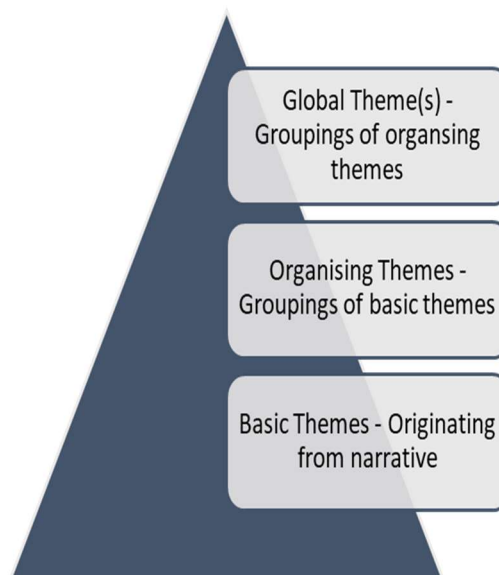 Global Theme(s) -
Groupings of organsing
themes
Organising Themes -
Groupings of basic themes
Basic Themes - Originating
from narrative